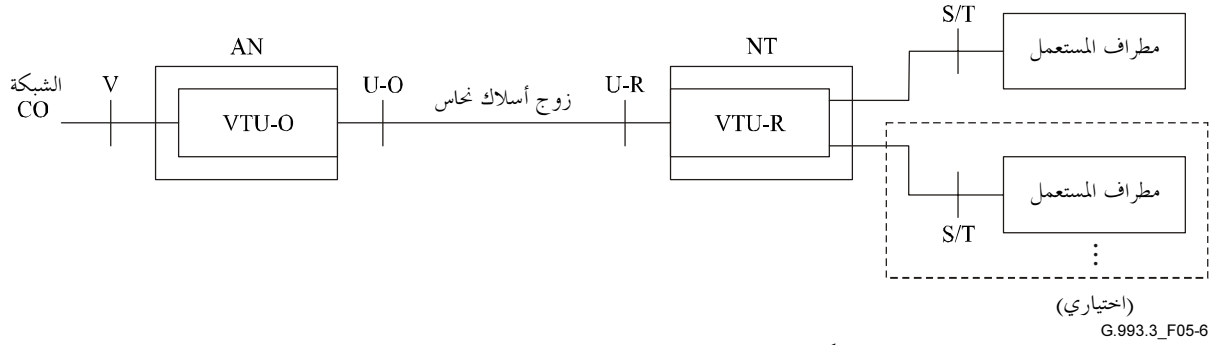 AN
NT
S/T
مطراف المستعمل
الشبكة
CO
V
VTU-O
U-O
زوج أسلاك نحاس
U-R
VTU-R
مطراف المستعمل
S/T
(اختياري)
G.993.3_F05-6